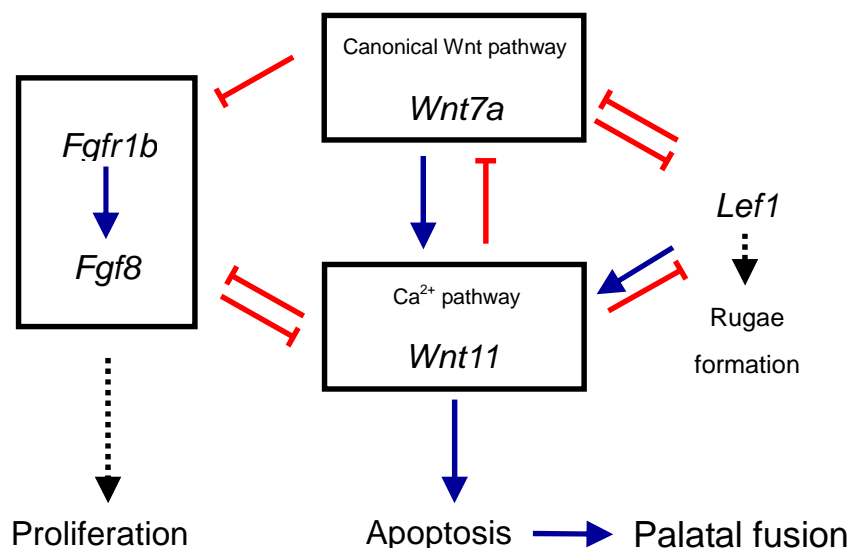 Canonical Wnt pathway
Wnt7a
Fgfr1b
Fgf8
Lef1
Rugae
formation
Ca²⁺ pathway
Wnt11
Proliferation
Apoptosis
Palatal fusion